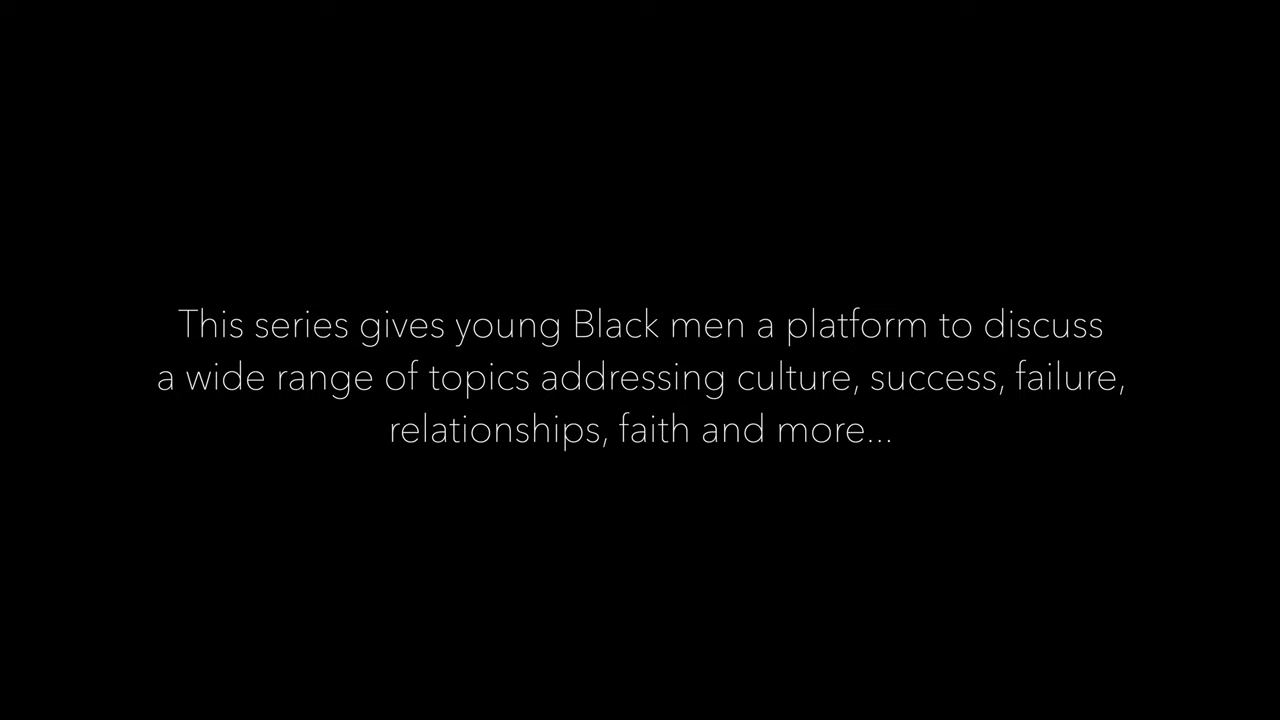 This series gives young Black men a platform to discuss
a wide range of topics addressing culture, success, failure,
relationships, faith and more...